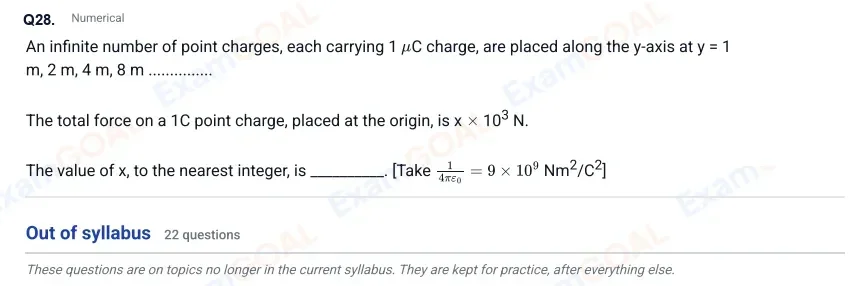 Q28. Numerical
An infinite number of point charges, each carrying 1 μC charge, are placed along the y-axis at y = 1
m, 2 m, 4 m, 8 m ...............
The total force on a 1C point charge, placed at the origin, is x × 10³ N.
The value of x, to the nearest integer, is __________. [Take 1/4πε₀ = 9 × 10⁹ Nm²/C²]
Out of syllabus 22 questions
These questions are on topics no longer in the current syllabus. They are kept for practice, after everything else.